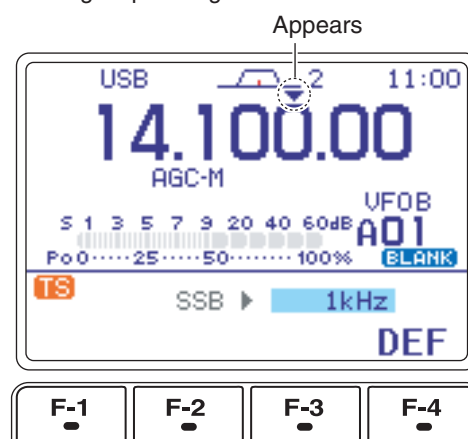 Appears
USB 2 11:00
14.100.00
AGC-M
VFOB
S 1 3 5 7 9 20 40 60dB A01
Po 0·····25·····50········100% BLANK
TS SSB ▶ 1kHz
DEF
F-1 F-2 F-3 F-4